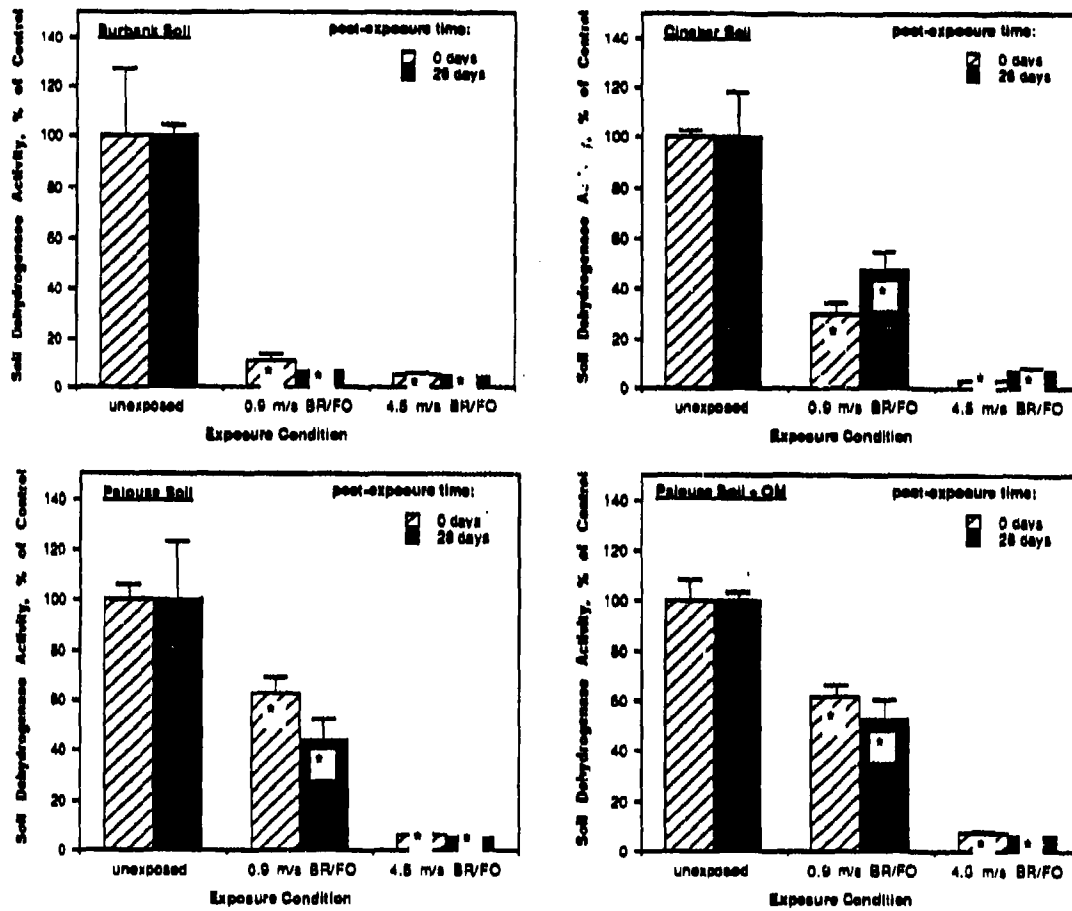 Burbank Soil
post-exposure time:
0 days
28 days
Soil Dehydrogenase Activity, % of Control
140
120
100
80
60
40
20
0
* * * *
unexposed 0.9 m/s BR/FO 4.5 m/s BR/FO
Exposure Condition
Cinebar Soil
post-exposure time:
0 days
28 days
Soil Dehydrogenase % of Control
140
120
100
80
60
40
20
0
* * * *
unexposed 0.9 m/s BR/FO 4.5 m/s BR/FO
Exposure Condition
Palouse Soil
post-exposure time:
0 days
28 days
Soil Dehydrogenase Activity, % of Control
140
120
100
80
60
40
20
0
* * * *
unexposed 0.9 m/s BR/FO 4.5 m/s BR/FO
Exposure Condition
Palouse Soil + OM
post-exposure time:
0 days
28 days
Soil Dehydrogenase Activity, % of Control
140
120
100
80
60
40
20
0
* * * *
unexposed 0.9 m/s BR/FO 4.0 m/s BR/FO
Exposure Condition